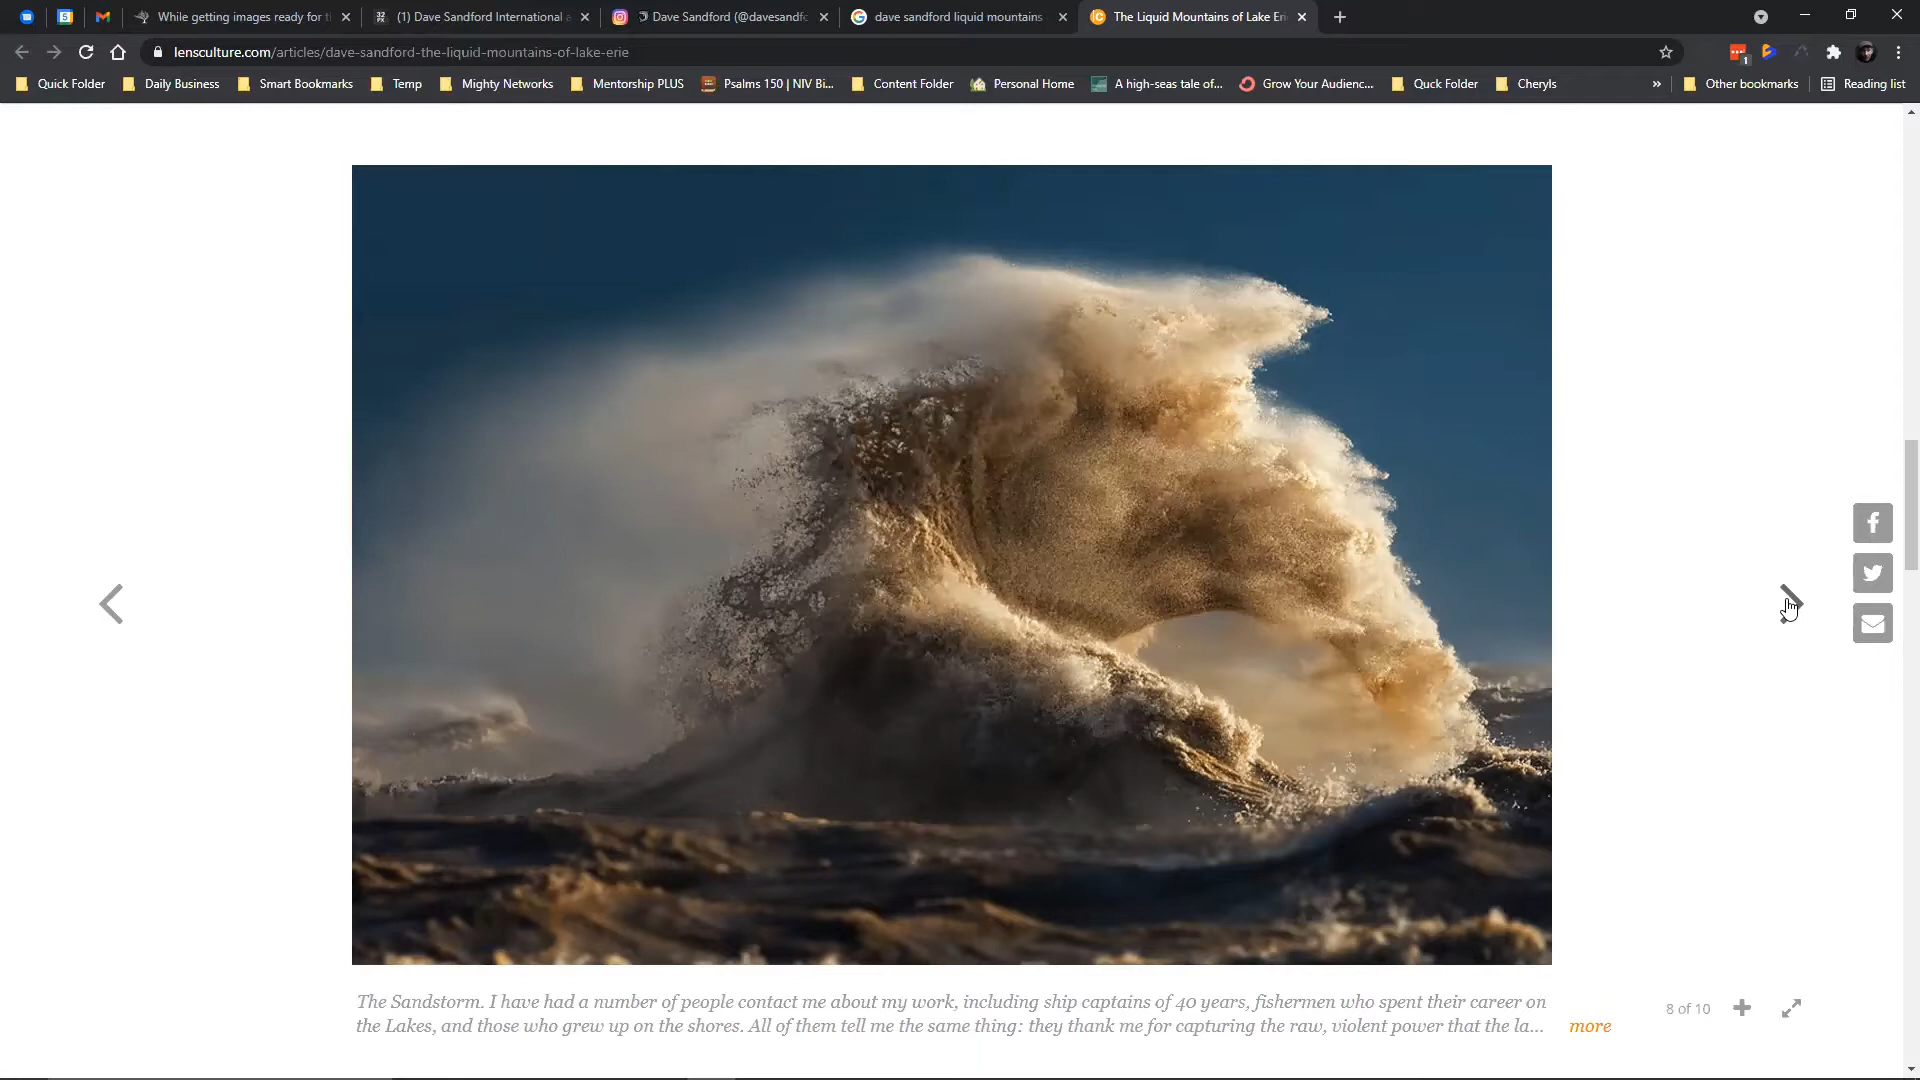 While getting images ready for t
32 PX
(1) Dave Sandford International a
Dave Sandford (@davesandfo
dave sandford liquid mountains
The Liquid Mountains of Lake Eri
lensculture.com/articles/dave-sandford-the-liquid-mountains-of-lake-erie
1
Quick Folder
Daily Business
Smart Bookmarks
Temp
Mighty Networks
Mentorship PLUS
Psalms 150 | NIV Bi...
Content Folder
Personal Home
A high-seas tale of...
Grow Your Audienc...
Quck Folder
Cheryls
»
Other bookmarks
Reading list
The Sandstorm. I have had a number of people contact me about my work, including ship captains of 40 years, fishermen who spent their career on
the Lakes, and those who grew up on the shores. All of them tell me the same thing: they thank me for capturing the raw, violent power that the la... more
8 of 10